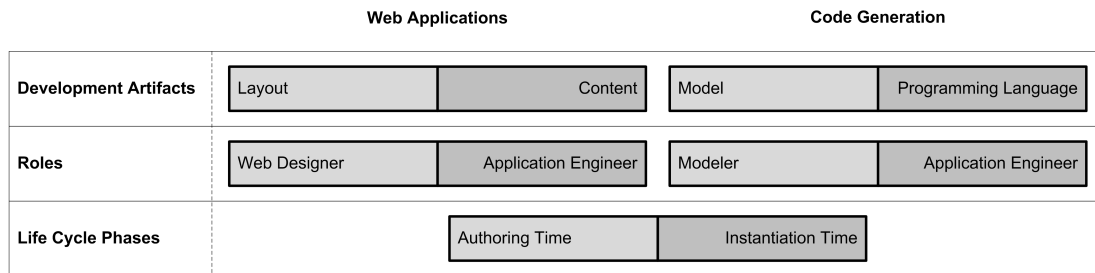 Web Applications Code Generation
Development Artifacts Layout Content Model Programming Language
Roles Web Designer Application Engineer Modeler Application Engineer
Life Cycle Phases Authoring Time Instantiation Time